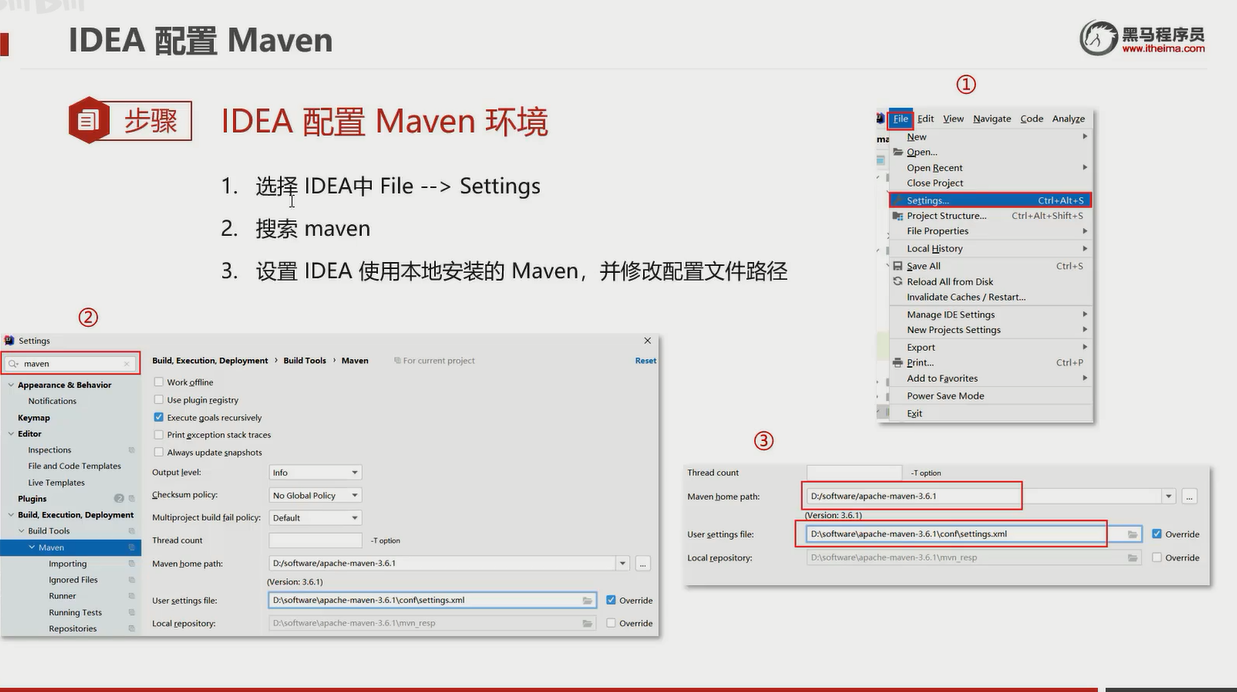 IDEA 配置 Maven
黑马程序员
www.itheima.com
步骤
IDEA 配置 Maven 环境
1. 选择 IDEA中 File --> Settings
2. 搜索 maven
3. 设置 IDEA 使用本地安装的 Maven，并修改配置文件路径
①
File Edit View Navigate Code Analyze
New
Open...
Open Recent
Close Project
Settings... Ctrl+Alt+S
Project Structure... Ctrl+Alt+Shift+S
File Properties
Local History
Save All Ctrl+S
Reload All from Disk
Invalidate Caches / Restart...
Manage IDE Settings
New Projects Settings
Export
Print... Ctrl+P
Add to Favorites
Power Save Mode
Exit
②
Settings
maven
Appearance & Behavior
Notifications
Keymap
Editor
Inspections
File and Code Templates
Live Templates
Plugins 2
Build, Execution, Deployment
Build Tools
Maven
Importing
Ignored Files
Runner
Running Tests
Repositories
Build, Execution, Deployment › Build Tools › Maven For current project Reset
Work offline
Use plugin registry
Execute goals recursively
Print exception stack traces
Always update snapshots
Output level: Info
Checksum policy: No Global Policy
Multiproject build fail policy: Default
Thread count -T option
Maven home path: D:/software/apache-maven-3.6.1 ...
(Version: 3.6.1)
User settings file: D:\software\apache-maven-3.6.1\conf\settings.xml Override
Local repository: D:\software\apache-maven-3.6.1\mvn_resp Override
③
Thread count -T option
Maven home path: D:/software/apache-maven-3.6.1 ...
(Version: 3.6.1)
User settings file: D:\software\apache-maven-3.6.1\conf\settings.xml Override
Local repository: D:\software\apache-maven-3.6.1\mvn_resp Override